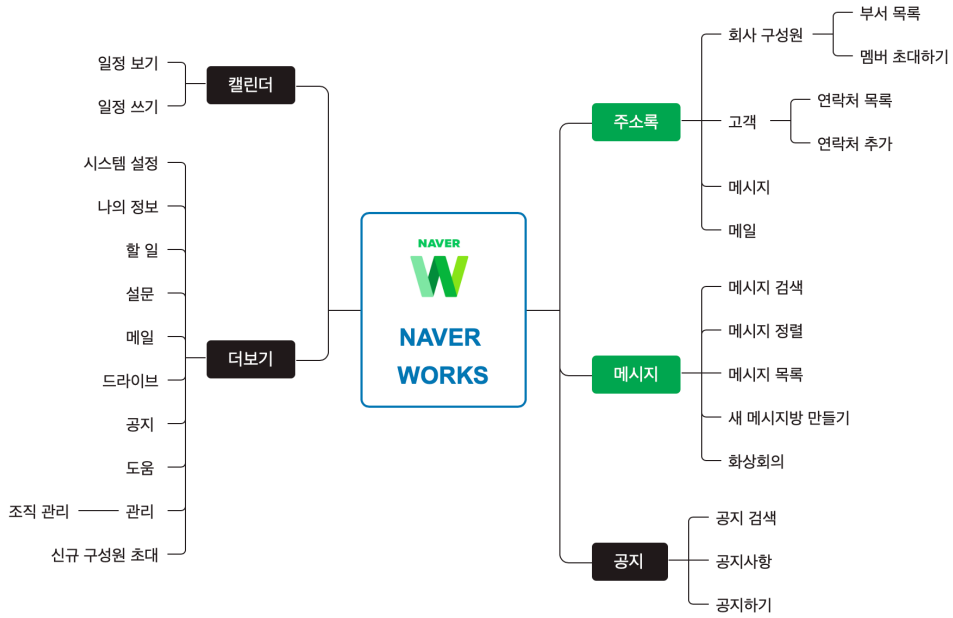 일정 보기
일정 쓰기
캘린더
시스템 설정
나의 정보
할 일
설문
메일
드라이브
공지
도움
조직 관리
관리
신규 구성원 초대
더보기
NAVER
W
NAVER
WORKS
주소록
회사 구성원
부서 목록
멤버 초대하기
고객
연락처 목록
연락처 추가
메시지
메일
메시지
메시지 검색
메시지 정렬
메시지 목록
새 메시지방 만들기
화상회의
공지
공지 검색
공지사항
공지하기